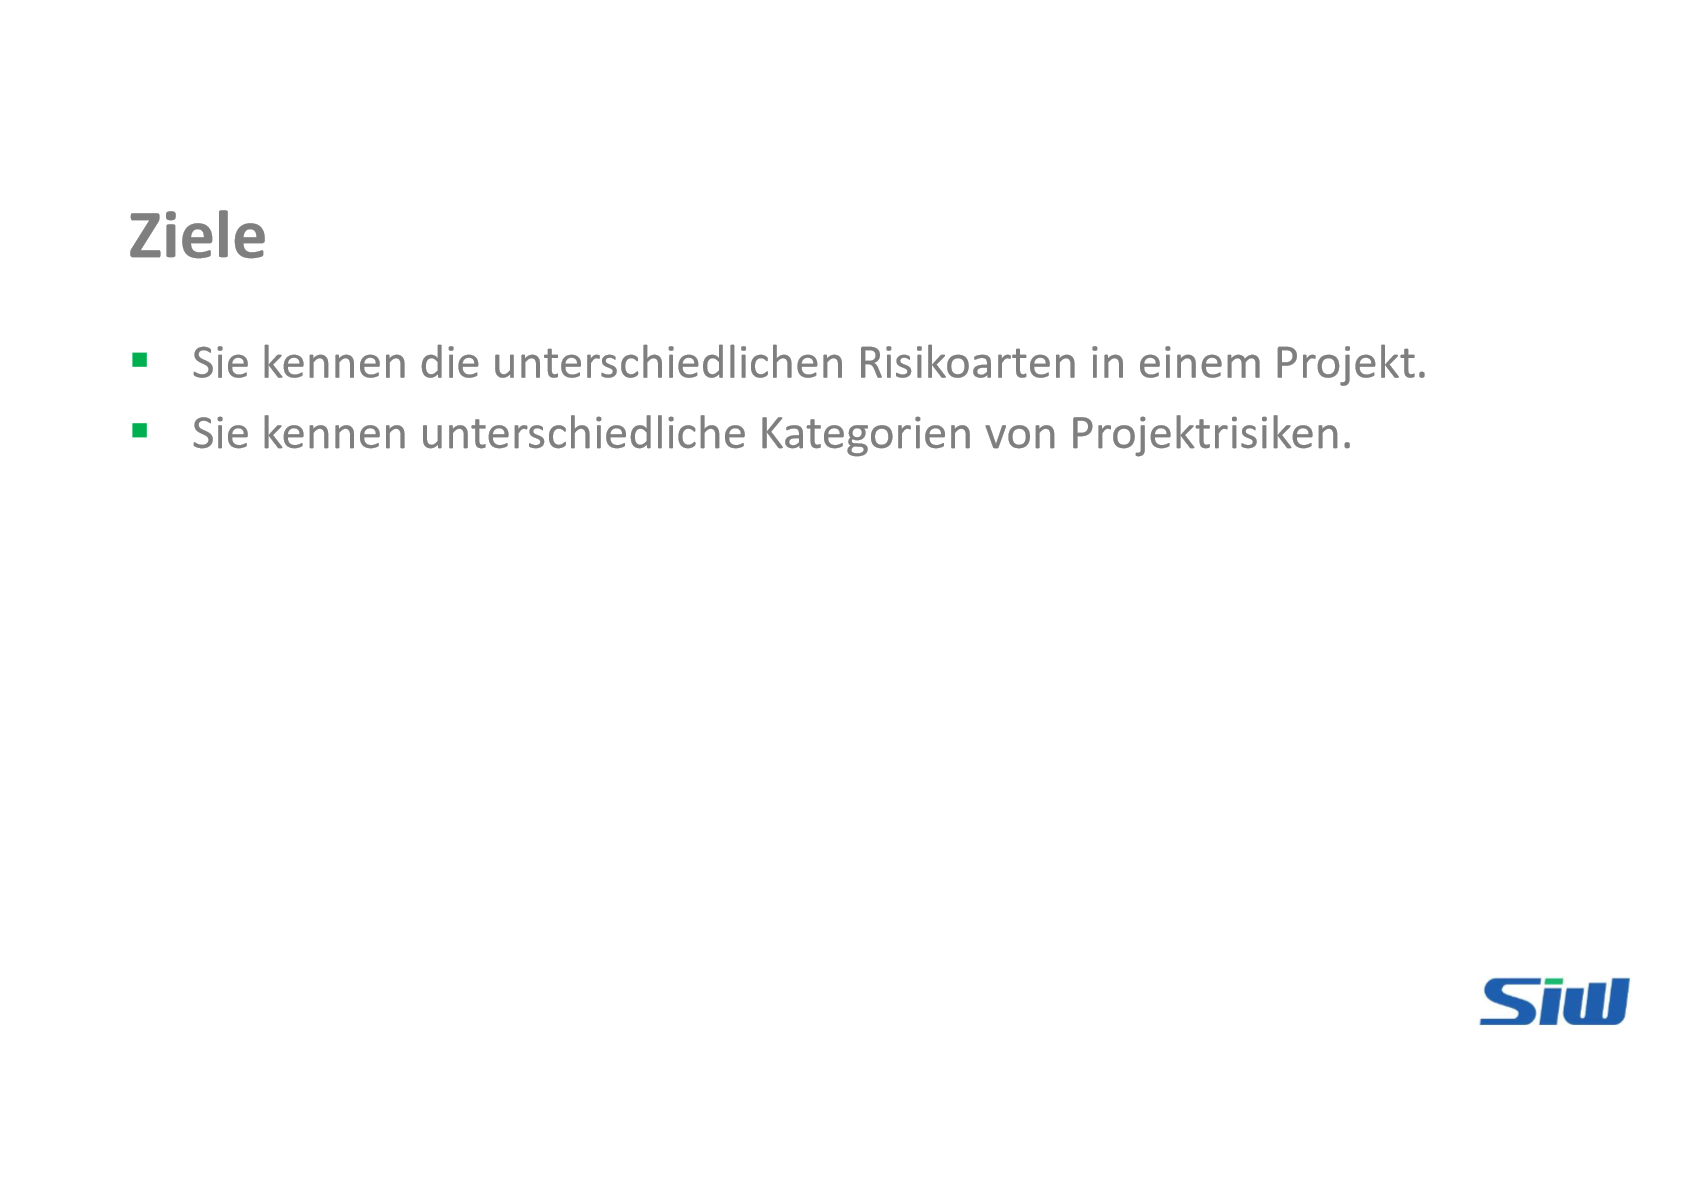 Ziele
▪ Sie kennen die unterschiedlichen Risikoarten in einem Projekt.
▪ Sie kennen unterschiedliche Kategorien von Projektrisiken.
Siw